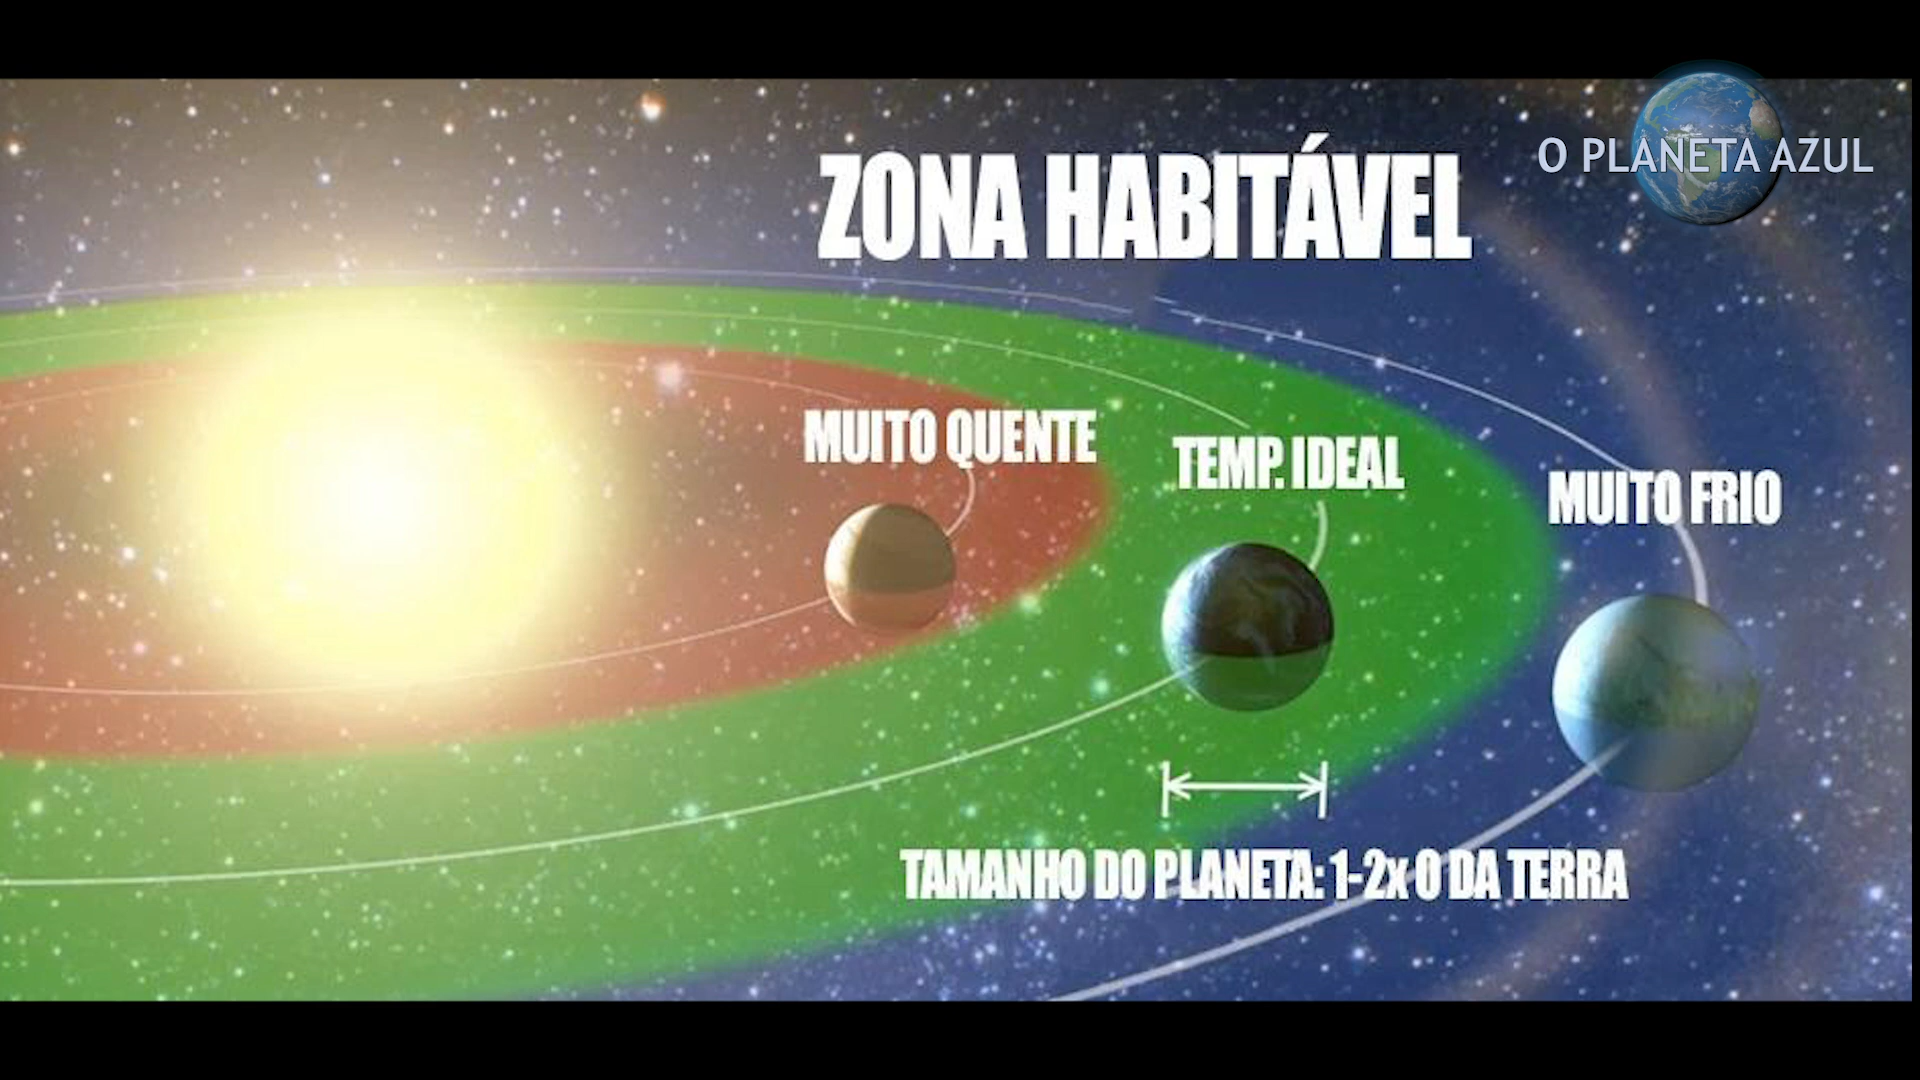 O PLANETA AZUL
ZONA HABITÁVEL
MUITO QUENTE
TEMP. IDEAL
MUITO FRIO
TAMANHO DO PLANETA: 1-2x O DA TERRA